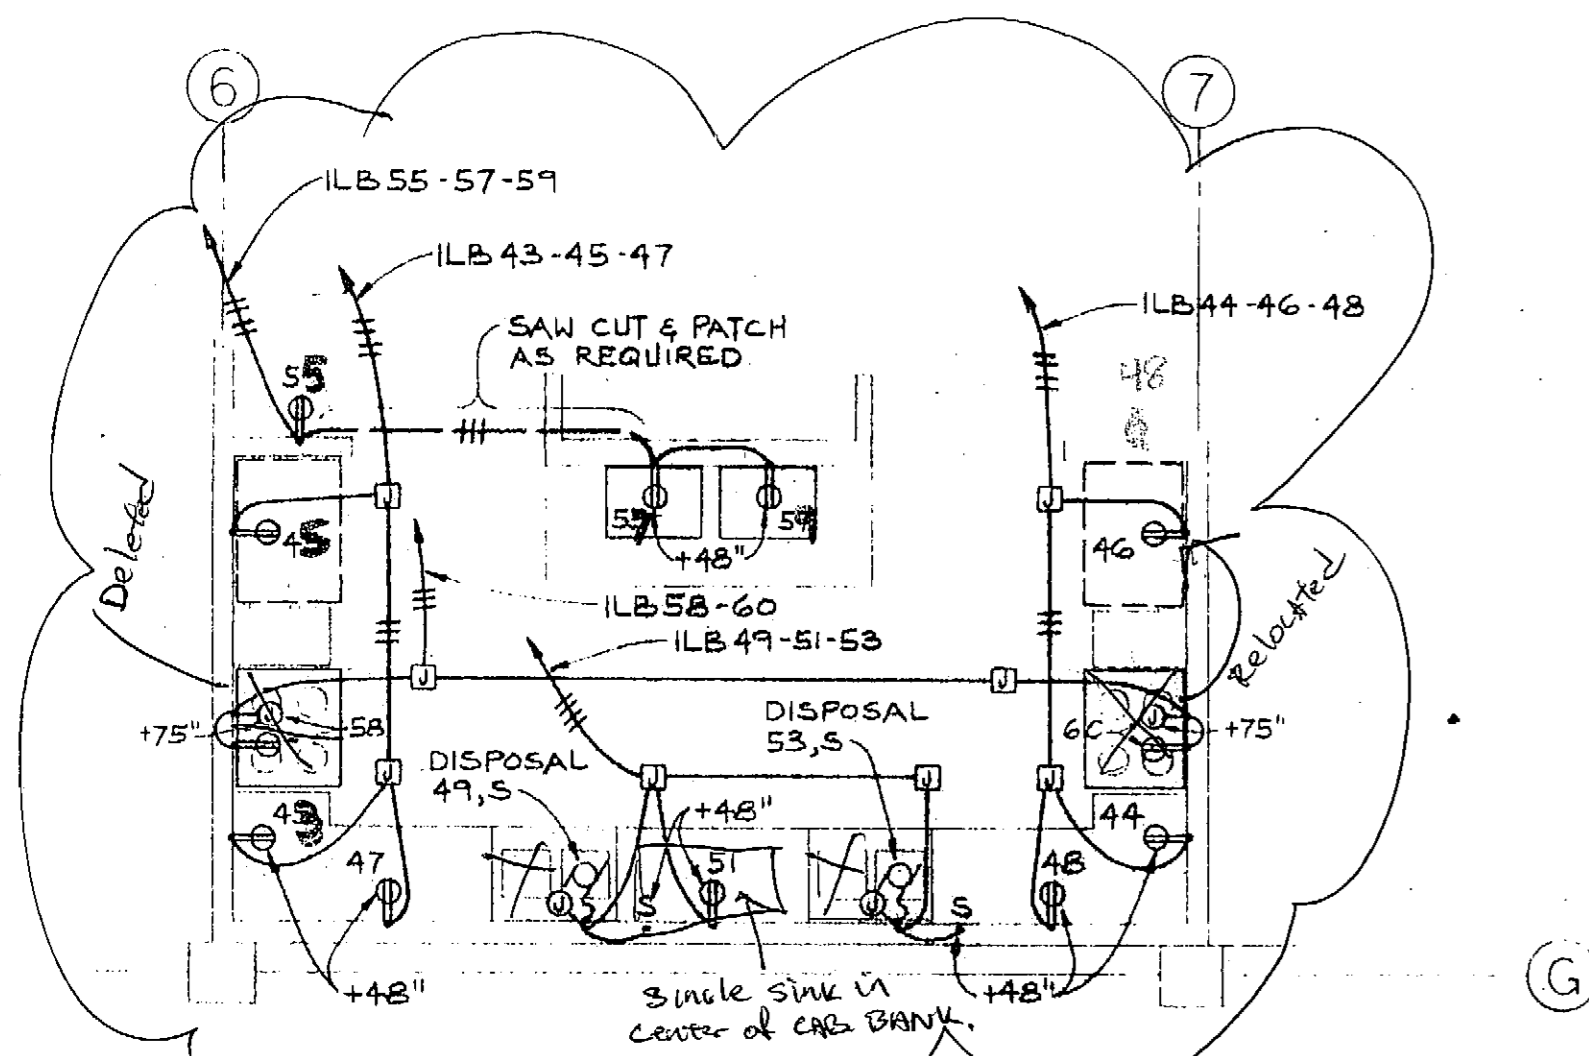 6
7
ILB 55-57-59
ILB 43-45-47
ILB 44-46-48
SAW CUT & PATCH
AS REQUIRED
48
55
Deleted
J
J
45
59
46
+48"
Relocated
ILB 58-60
ILB 49-51-53
J
J
+75"
J
58
DISPOSAL
53,S
J
+75"
DISPOSAL
49,S
J
J
J
J
43
+48"
44
47
51
48
J
S
J
S
+48"
+48"
Single sink in
center of CAB. BANK.
G